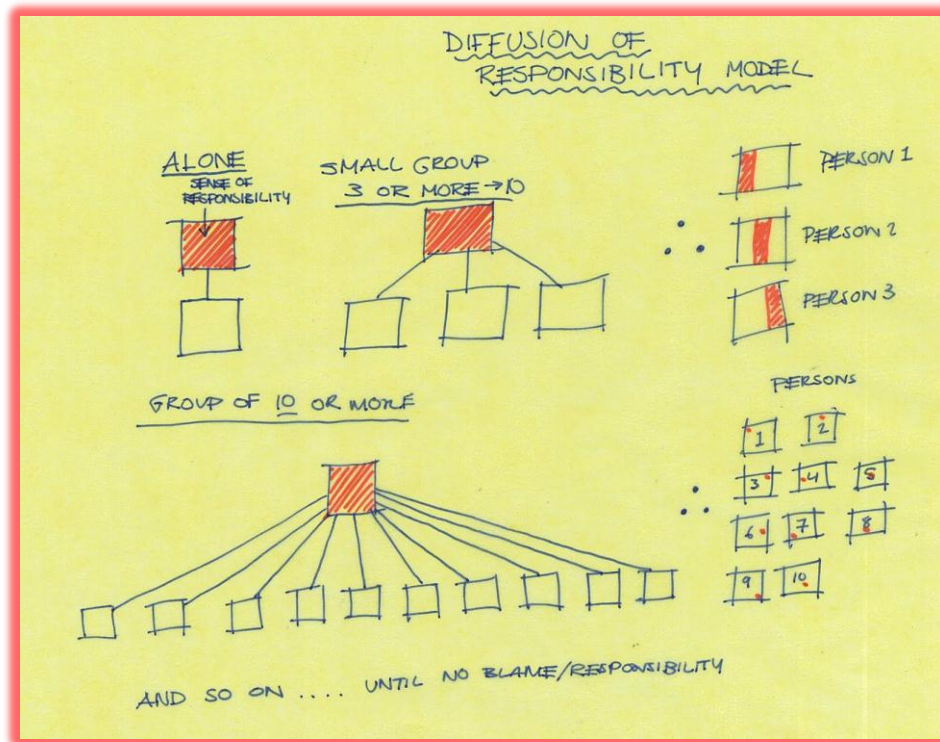 DIFFUSION OF
RESPONSIBILITY MODEL
ALONE
SENSE OF
RESPONSIBILITY
SMALL GROUP
3 OR MORE → 10
∴
PERSON 1
PERSON 2
PERSON 3
GROUP OF 10 OR MORE
∴
PERSONS
1 2
3 4 5
6 7 8
9 10
AND SO ON .... UNTIL NO BLAME/RESPONSIBILITY